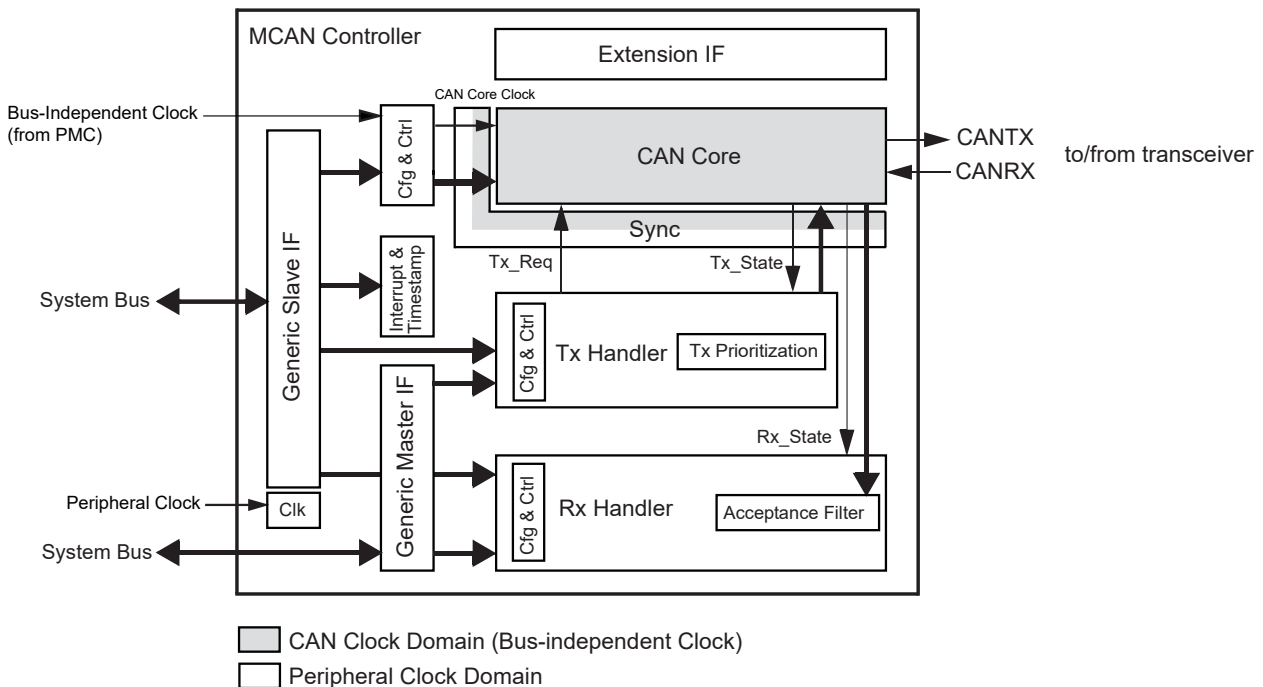 MCAN Controller
Extension IF
CAN Core Clock
Bus-Independent Clock
(from PMC)
Cfg & Ctrl
CAN Core
CANTX
CANRX
to/from transceiver
Sync
Tx_Req
Tx_State
Generic Slave IF
Interrupt &
Timestamp
System Bus
Cfg & Ctrl
Tx Handler
Tx Prioritization
Generic Master IF
Rx_State
Peripheral Clock
Clk
Cfg & Ctrl
Rx Handler
Acceptance Filter
System Bus
CAN Clock Domain (Bus-independent Clock)
Peripheral Clock Domain